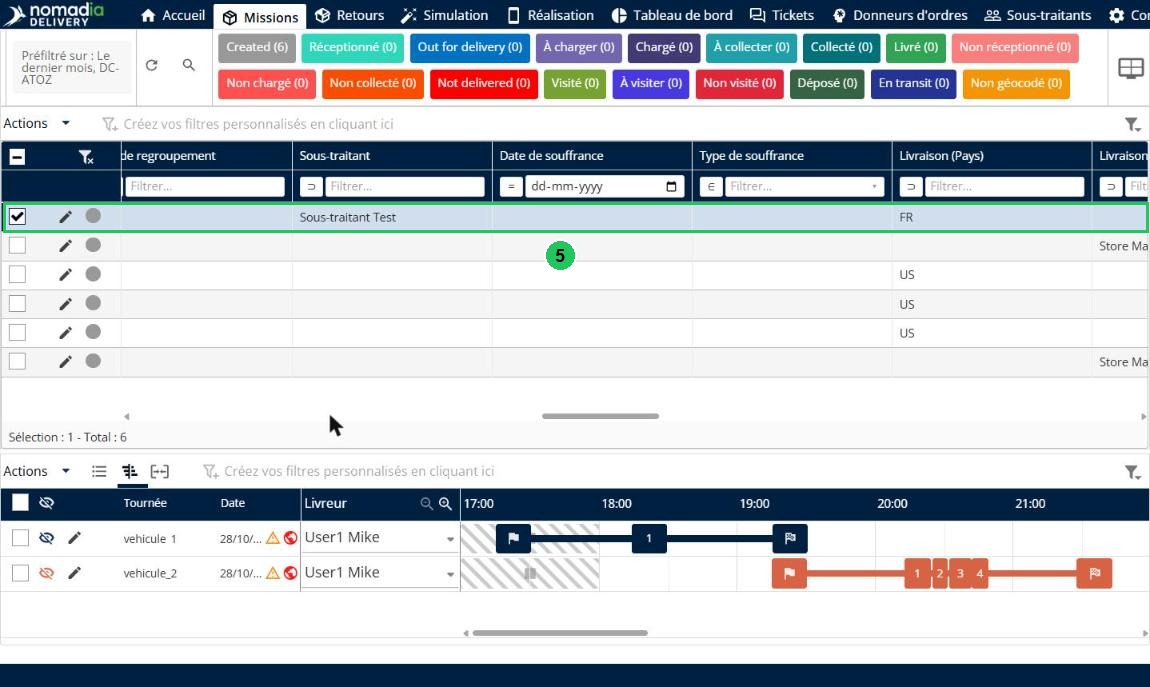 nomadia
DELIVERY
Accueil
Missions
Retours
Simulation
Réalisation
Tableau de bord
Tickets
Donneurs d'ordres
Sous-traitants
Préfiltré sur : Le
dernier mois, DC-
ATOZ
Created (6)
Réceptionné (0)
Out for delivery (0)
À charger (0)
Chargé (0)
À collecter (0)
Collecté (0)
Livré (0)
Non réceptionné (0)
Non chargé (0)
Non collecté (0)
Not delivered (0)
Visité (0)
À visiter (0)
Non visité (0)
Déposé (0)
En transit (0)
Non géocodé (0)
Actions
Créez vos filtres personnalisés en cliquant ici
de regroupement
Sous-traitant
Date de souffrance
Type de souffrance
Livraison (Pays)
Livraison
Filtrer...
⊃ Filtrer...
= dd-mm-yyyy
∈ Filtrer...
⊃ Filtrer...
⊃ Filt
Sous-traitant Test
FR
5
Store Ma
US
US
US
Store Ma
Sélection : 1 - Total : 6
Actions
Créez vos filtres personnalisés en cliquant ici
Tournée
Date
Livreur
17:00
18:00
19:00
20:00
21:00
vehicule 1
28/10/...
User1 Mike
1
vehicule_2
28/10/...
User1 Mike
1
2
3
4